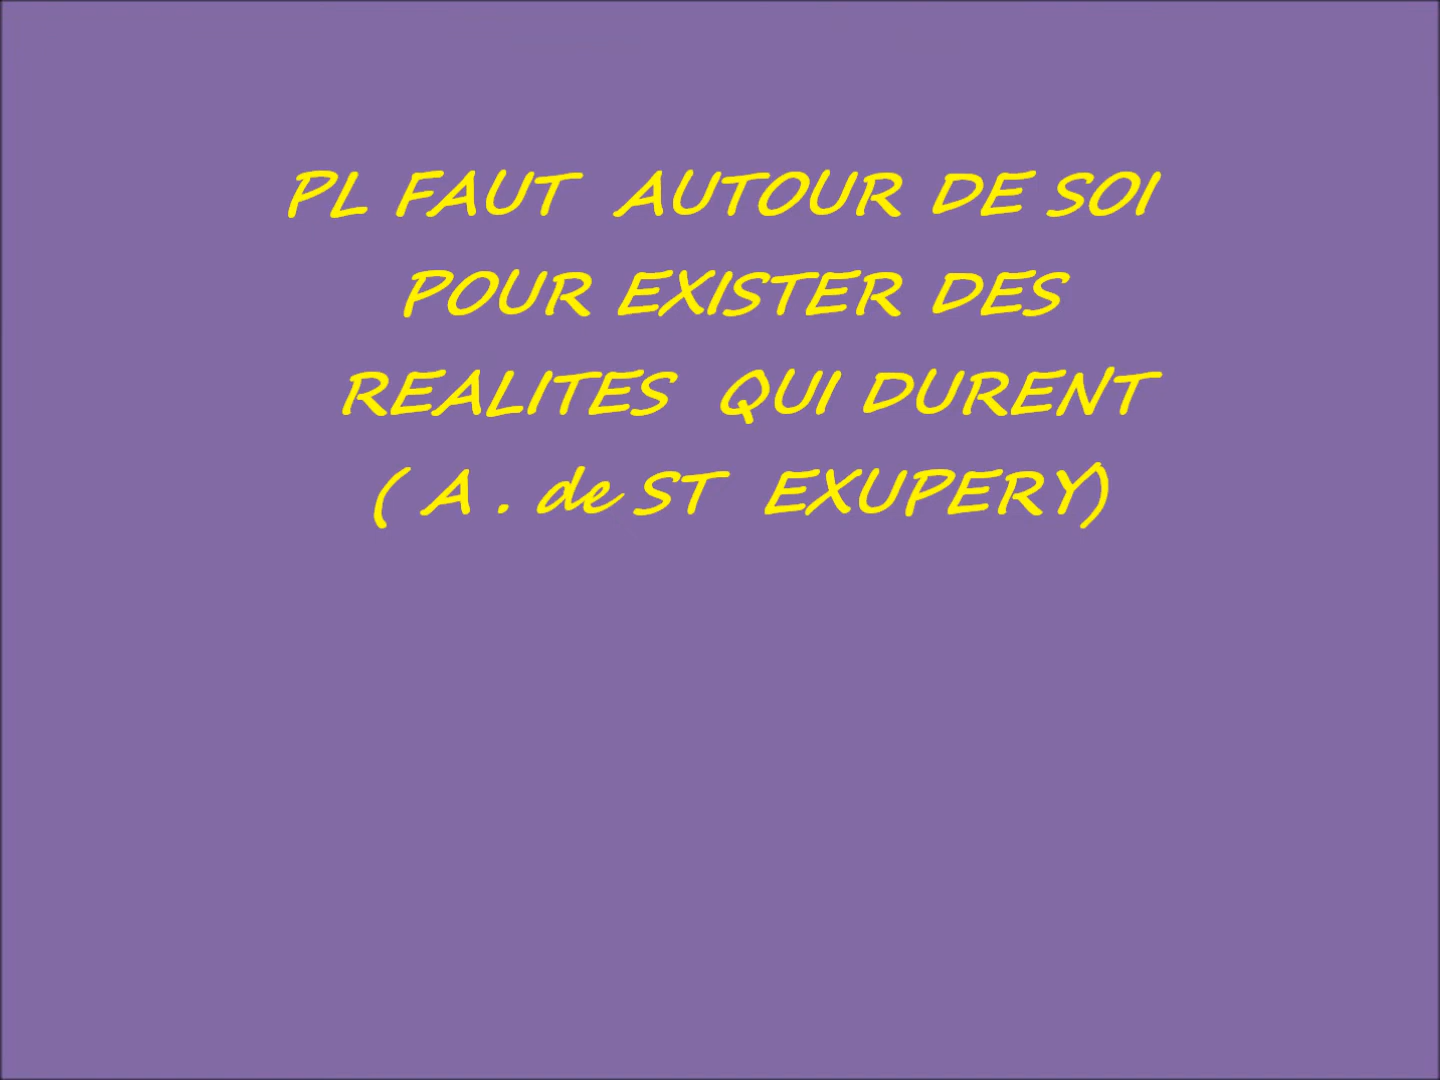 PL FAUT AUTOUR DE SOI
POUR EXISTER DES
REALITES QUI DURENT
( A . de ST EXUPERY)